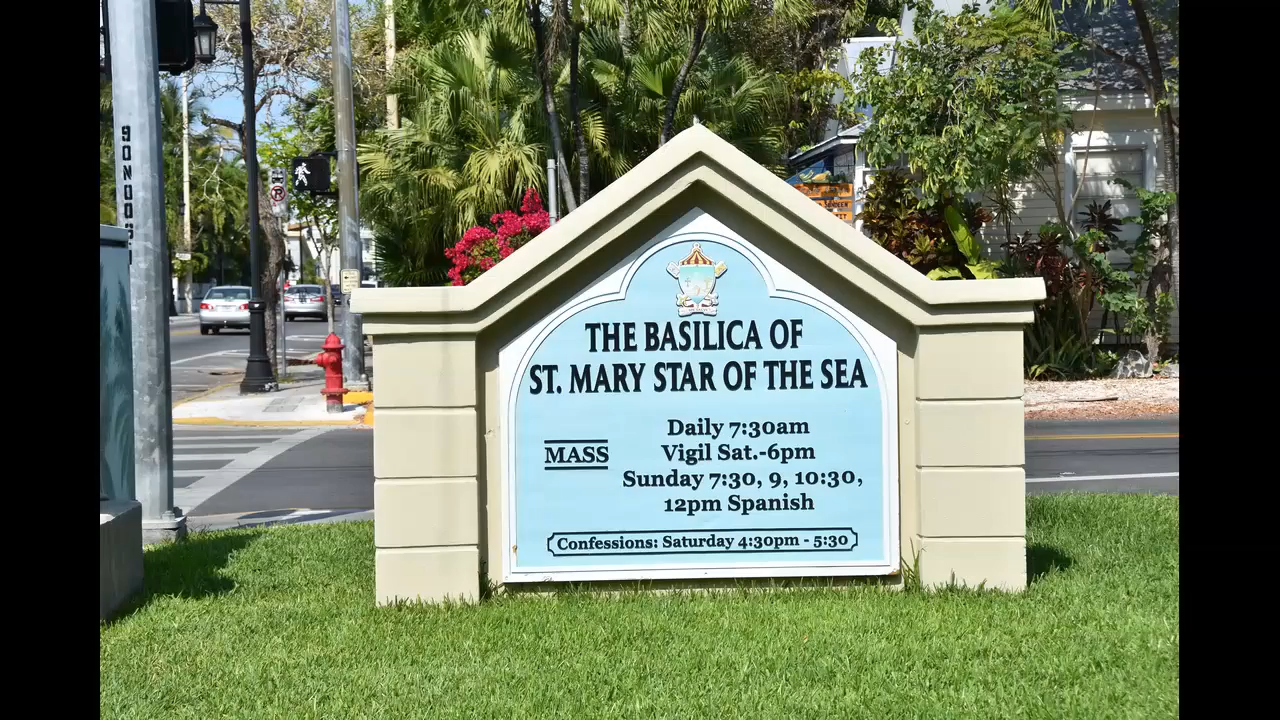 THE BASILICA OF
ST. MARY STAR OF THE SEA
MASS
Daily 7:30am
Vigil Sat.-6pm
Sunday 7:30, 9, 10:30,
12pm Spanish
Confessions: Saturday 4:30pm - 5:30